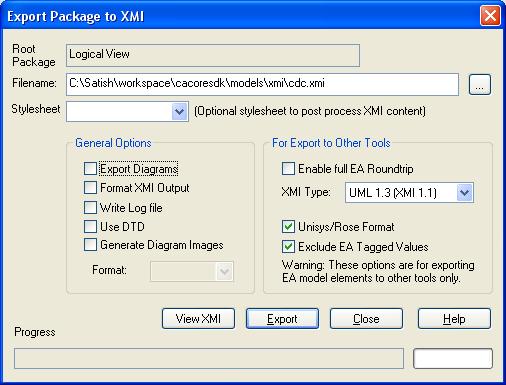 Export Package to XMI
Root Package
Logical View
Filename:
C:\Satish\workspace\cacoresdk\models\xmi\cdc.xmi
...
Stylesheet
(Optional stylesheet to post process XMI content)
General Options
Export Diagrams
Format XMI Output
Write Log file
Use DTD
Generate Diagram Images
Format:
For Export to Other Tools
Enable full EA Roundtrip
XMI Type:
UML 1.3 (XMI 1.1)
Unisys/Rose Format
Exclude EA Tagged Values
Warning: These options are for exporting
EA model elements to other tools only.
View XMI
Export
Close
Help
Progress